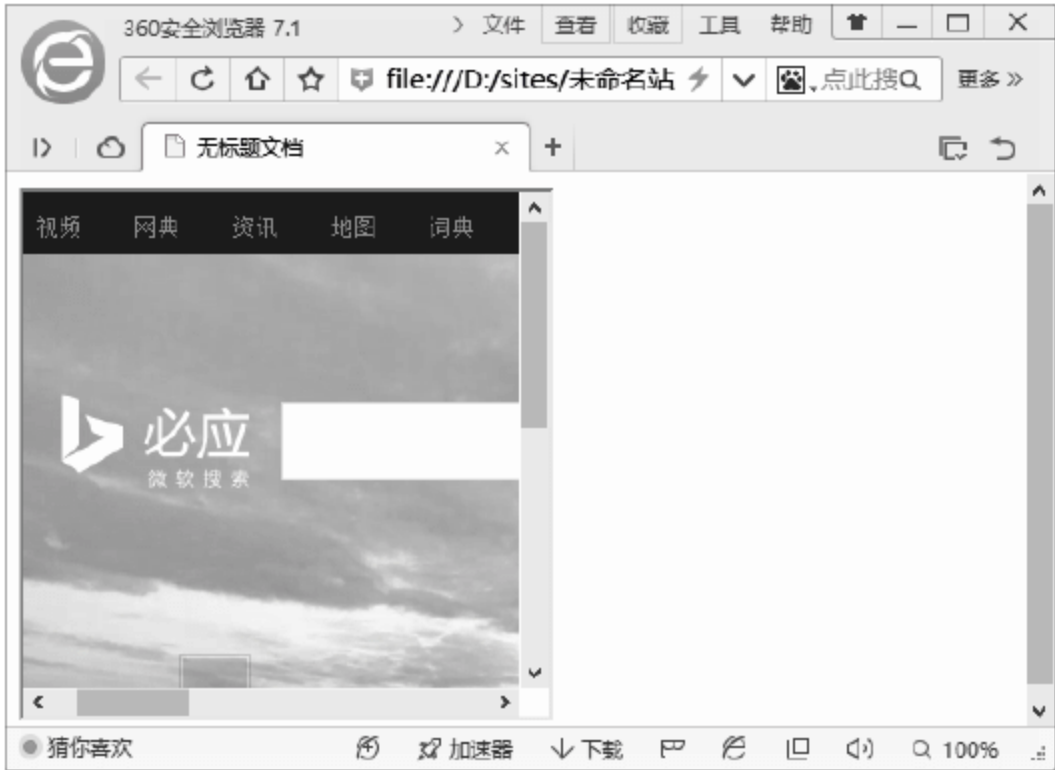 360安全浏览器 7.1
文件 查看 收藏 工具 帮助
file:///D:/sites/未命名站 点此搜 更多
无标题文档
视频 网典 资讯 地图 词典
必应
微软搜索
猜你喜欢 加速器 下载 100%